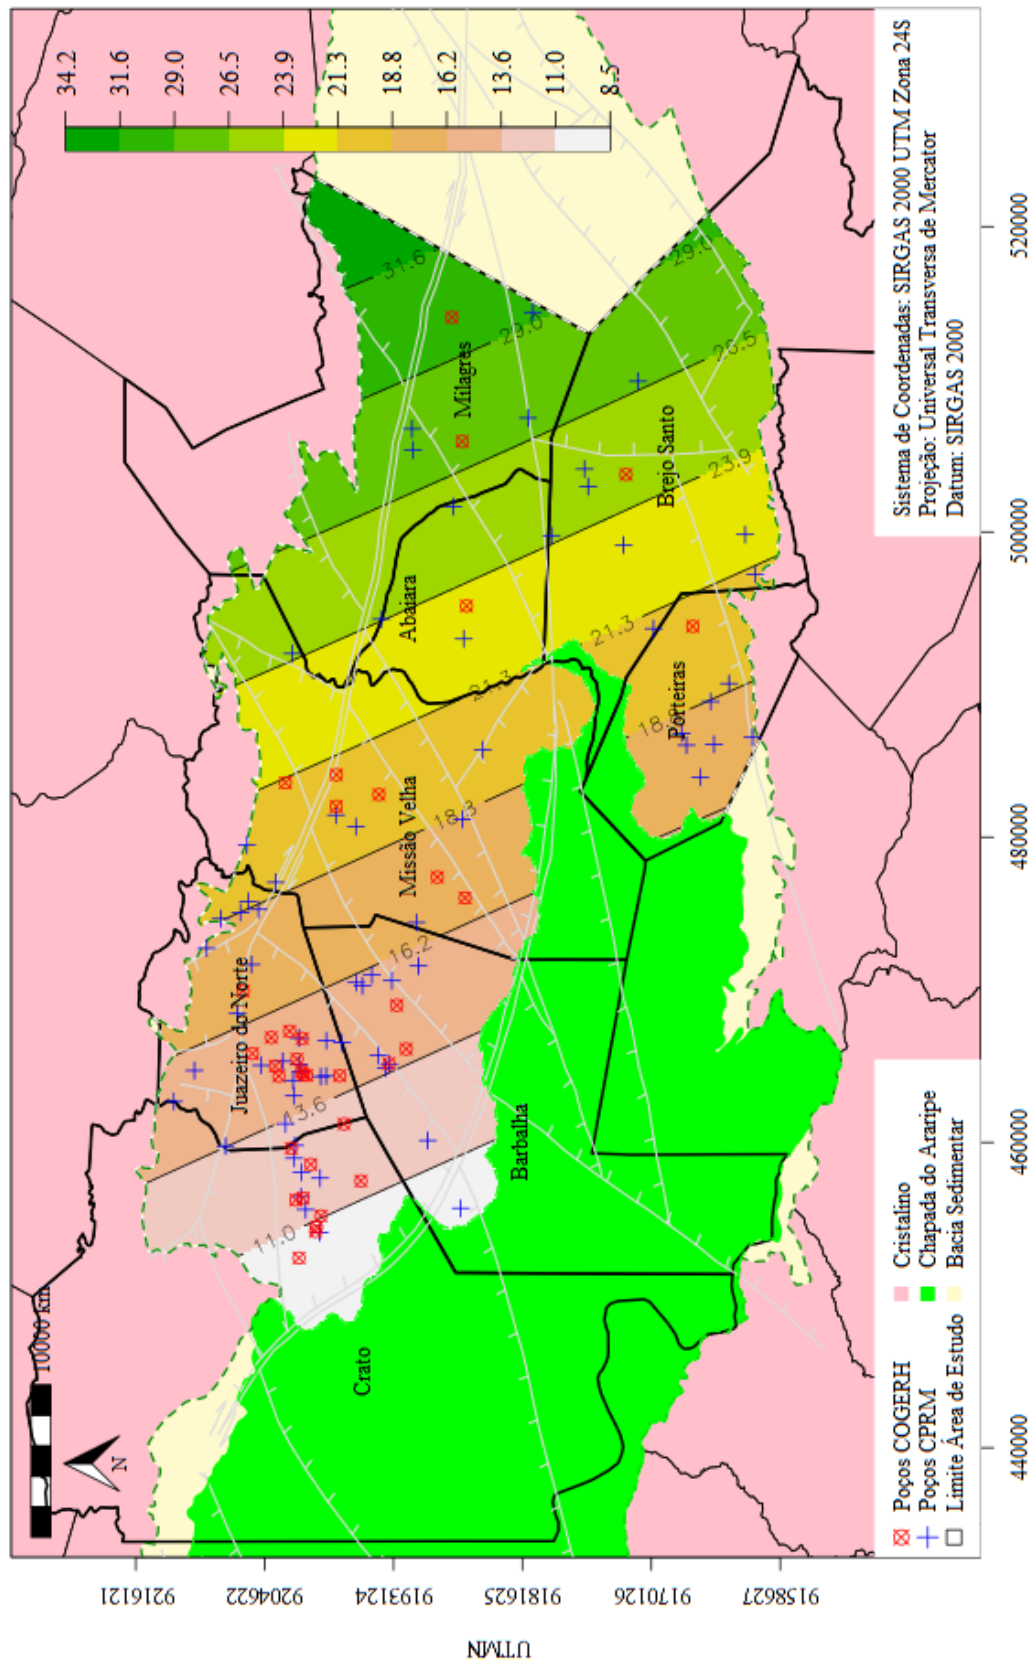 10000 km
N
34.2
31.6
29.0
26.5
23.9
21.3
18.8
16.2
13.6
11.0
8.5
Crato
Juazeiro do Norte
Barbalha
Missão Velha
Abaiara
Milagres
Brejo Santo
Porteiras
11.0
13.6
16.2
18.8
21.3
21.3
23.9
26.5
29.0
29.0
31.6
UTMN
9216121
9204622
9193124
9181625
9170126
9158627
440000
460000
480000
500000
520000
Poços COGERH
Poços CPRM
Limite Área de Estudo
Cristalino
Chapada do Araripe
Bacia Sedimentar
Sistema de Coordenadas: SIRGAS 2000 UTM Zona 24S
Projeção: Universal Transversa de Mercator
Datum: SIRGAS 2000